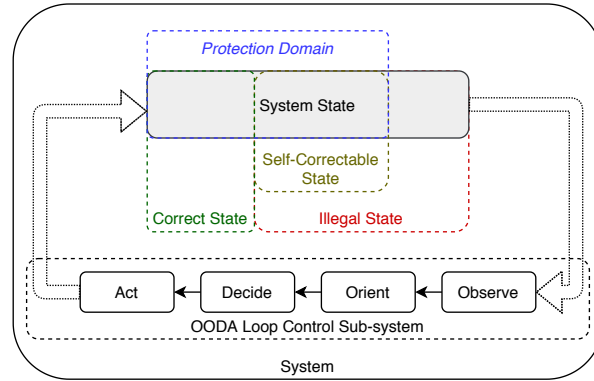 Protection Domain
System State
Self-Correctable
State
Correct State
Illegal State
Act
Decide
Orient
Observe
OODA Loop Control Sub-system
System